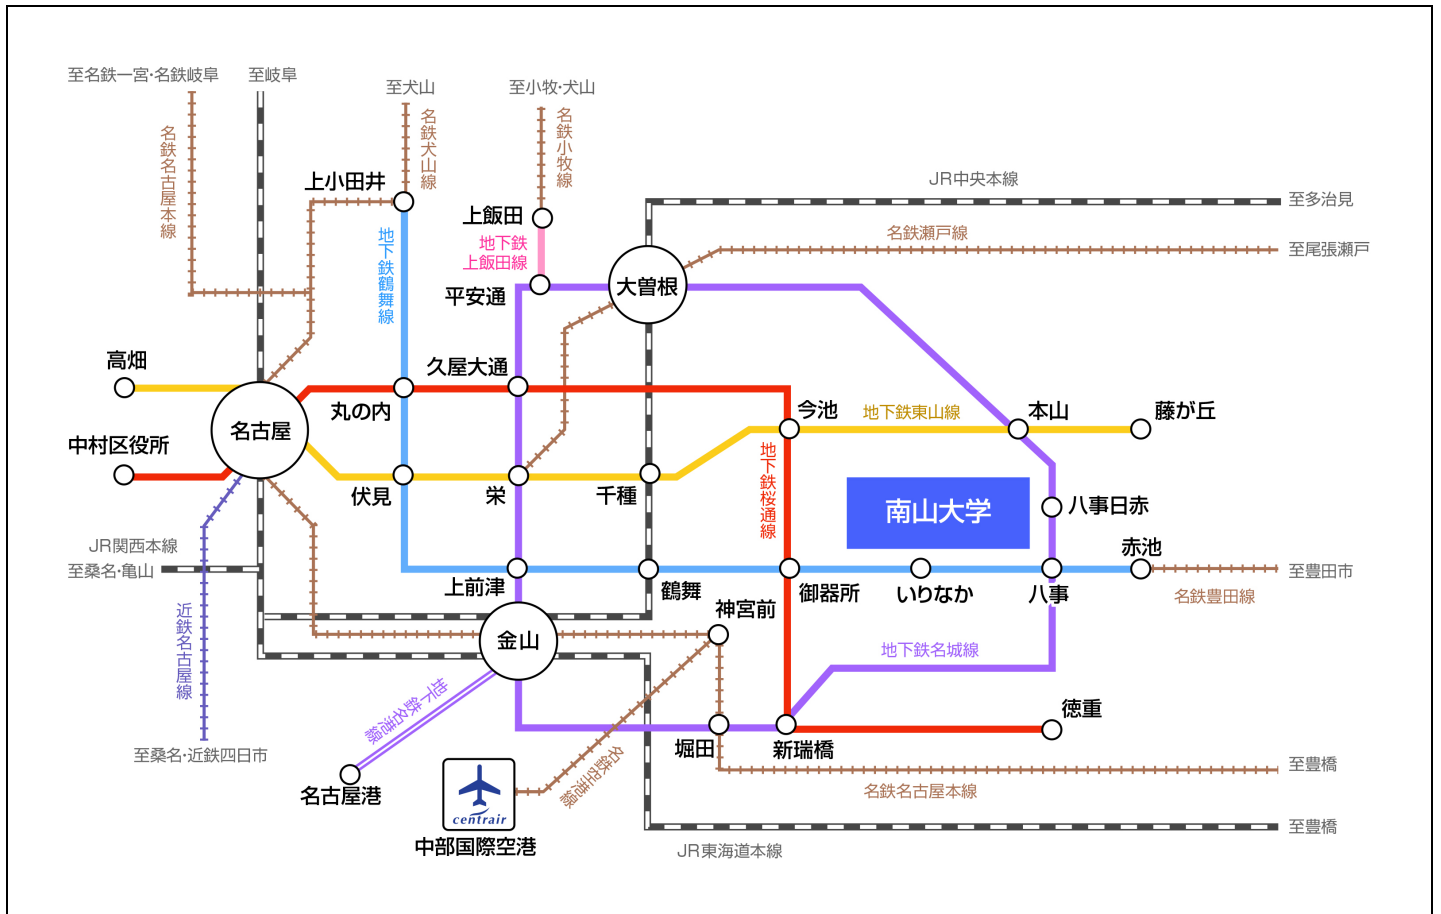 至名鉄一宮・名鉄岐阜
至岐阜
至犬山
至小牧・犬山
名鉄名古屋本線
名鉄犬山線
名鉄小牧線
上小田井
上飯田
地下鉄
上飯田線
地下鉄鶴舞線
平安通
大曽根
JR中央本線
至多治見
名鉄瀬戸線
至尾張瀬戸
高畑
久屋大通
丸の内
名古屋
中村区役所
今池
地下鉄東山線
本山
藤が丘
地下鉄桜通線
伏見
栄
千種
南山大学
八事日赤
赤池
JR関西本線
至桑名・亀山
至豊田市
名鉄豊田線
上前津
鶴舞
御器所
いりなか
八事
近鉄名古屋線
金山
神宮前
地下鉄名城線
地下鉄名港線
徳重
堀田
新瑞橋
至桑名・近鉄四日市
名古屋港
名鉄空港線
centrair
中部国際空港
至豊橋
名鉄名古屋本線
至豊橋
JR東海道本線